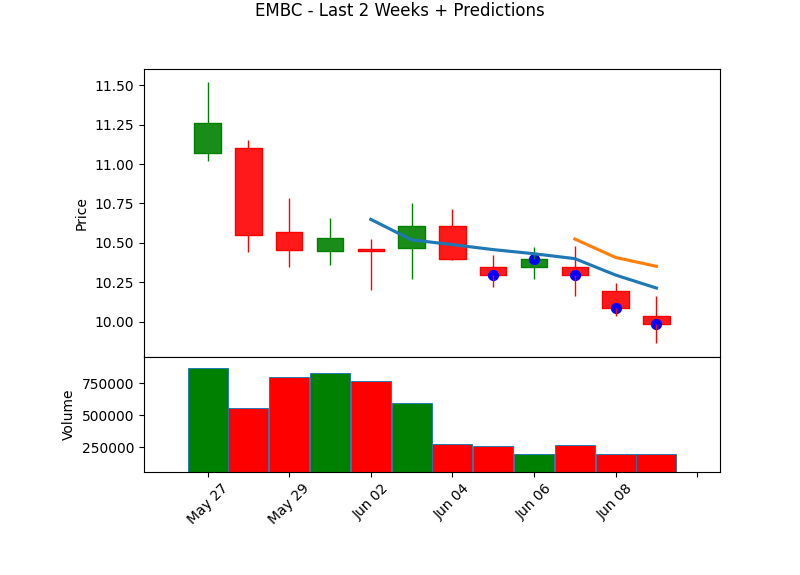 EMBC - Last 2 Weeks + Predictions
11.50
11.25
11.00
10.75
10.50
10.25
10.00
Price
750000
500000
250000
Volume
May 27
May 29
Jun 02
Jun 04
Jun 06
Jun 08